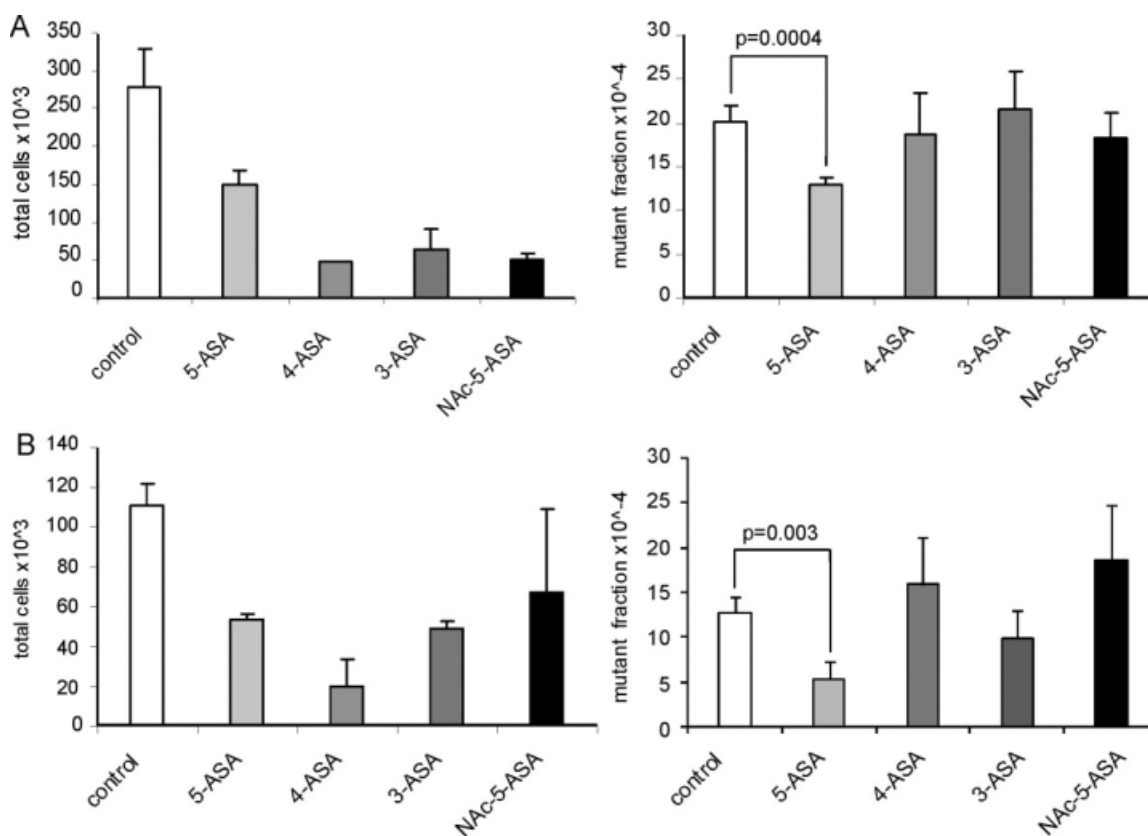 A
350
300
250
200
150
100
50
0
total cells x10^3
control
5-ASA
4-ASA
3-ASA
NAc-5-ASA
30
25
20
15
10
5
0
mutant fraction x10^-4
p=0.0004
control
5-ASA
4-ASA
3-ASA
NAc-5-ASA
B
140
120
100
80
60
40
20
0
total cells x10^3
control
5-ASA
4-ASA
3-ASA
NAc-5-ASA
30
25
20
15
10
5
0
mutant fraction x10^-4
p=0.003
control
5-ASA
4-ASA
3-ASA
NAc-5-ASA